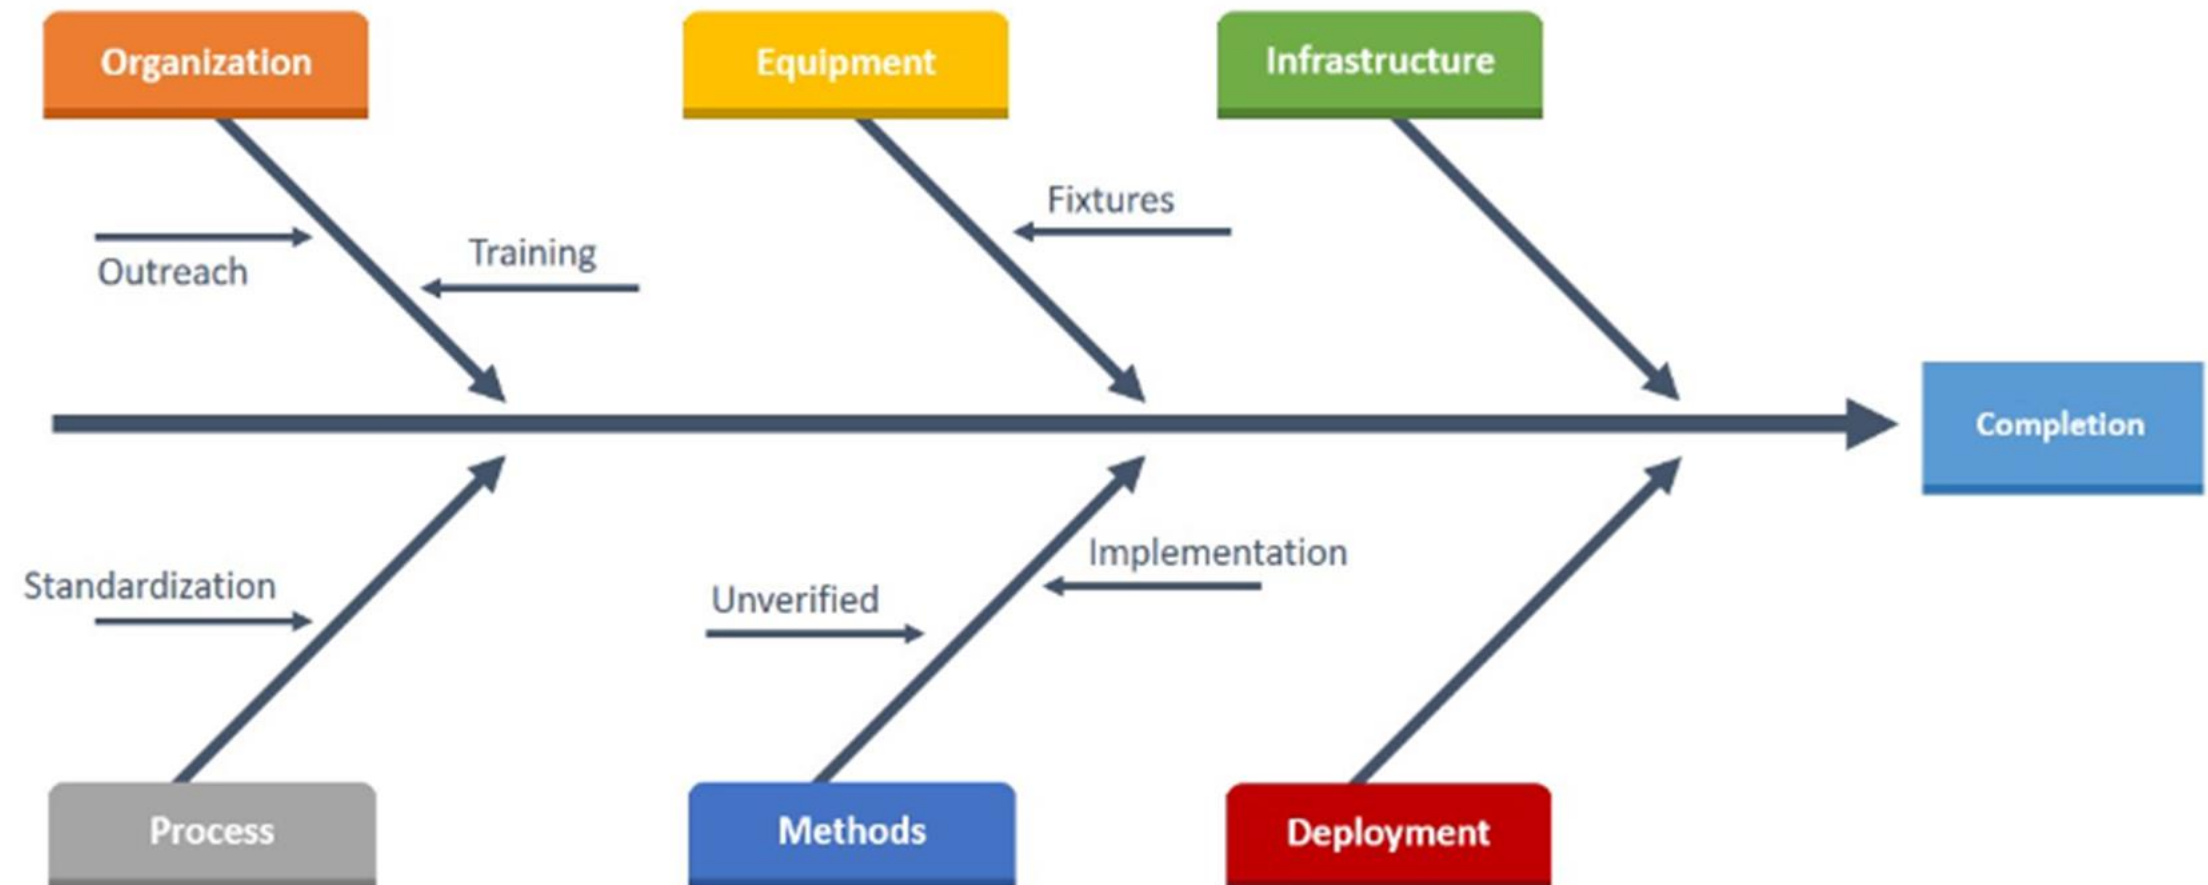 Organization
Equipment
Infrastructure
Fixtures
Training
Outreach
Completion
Implementation
Standardization
Unverified
Process
Methods
Deployment